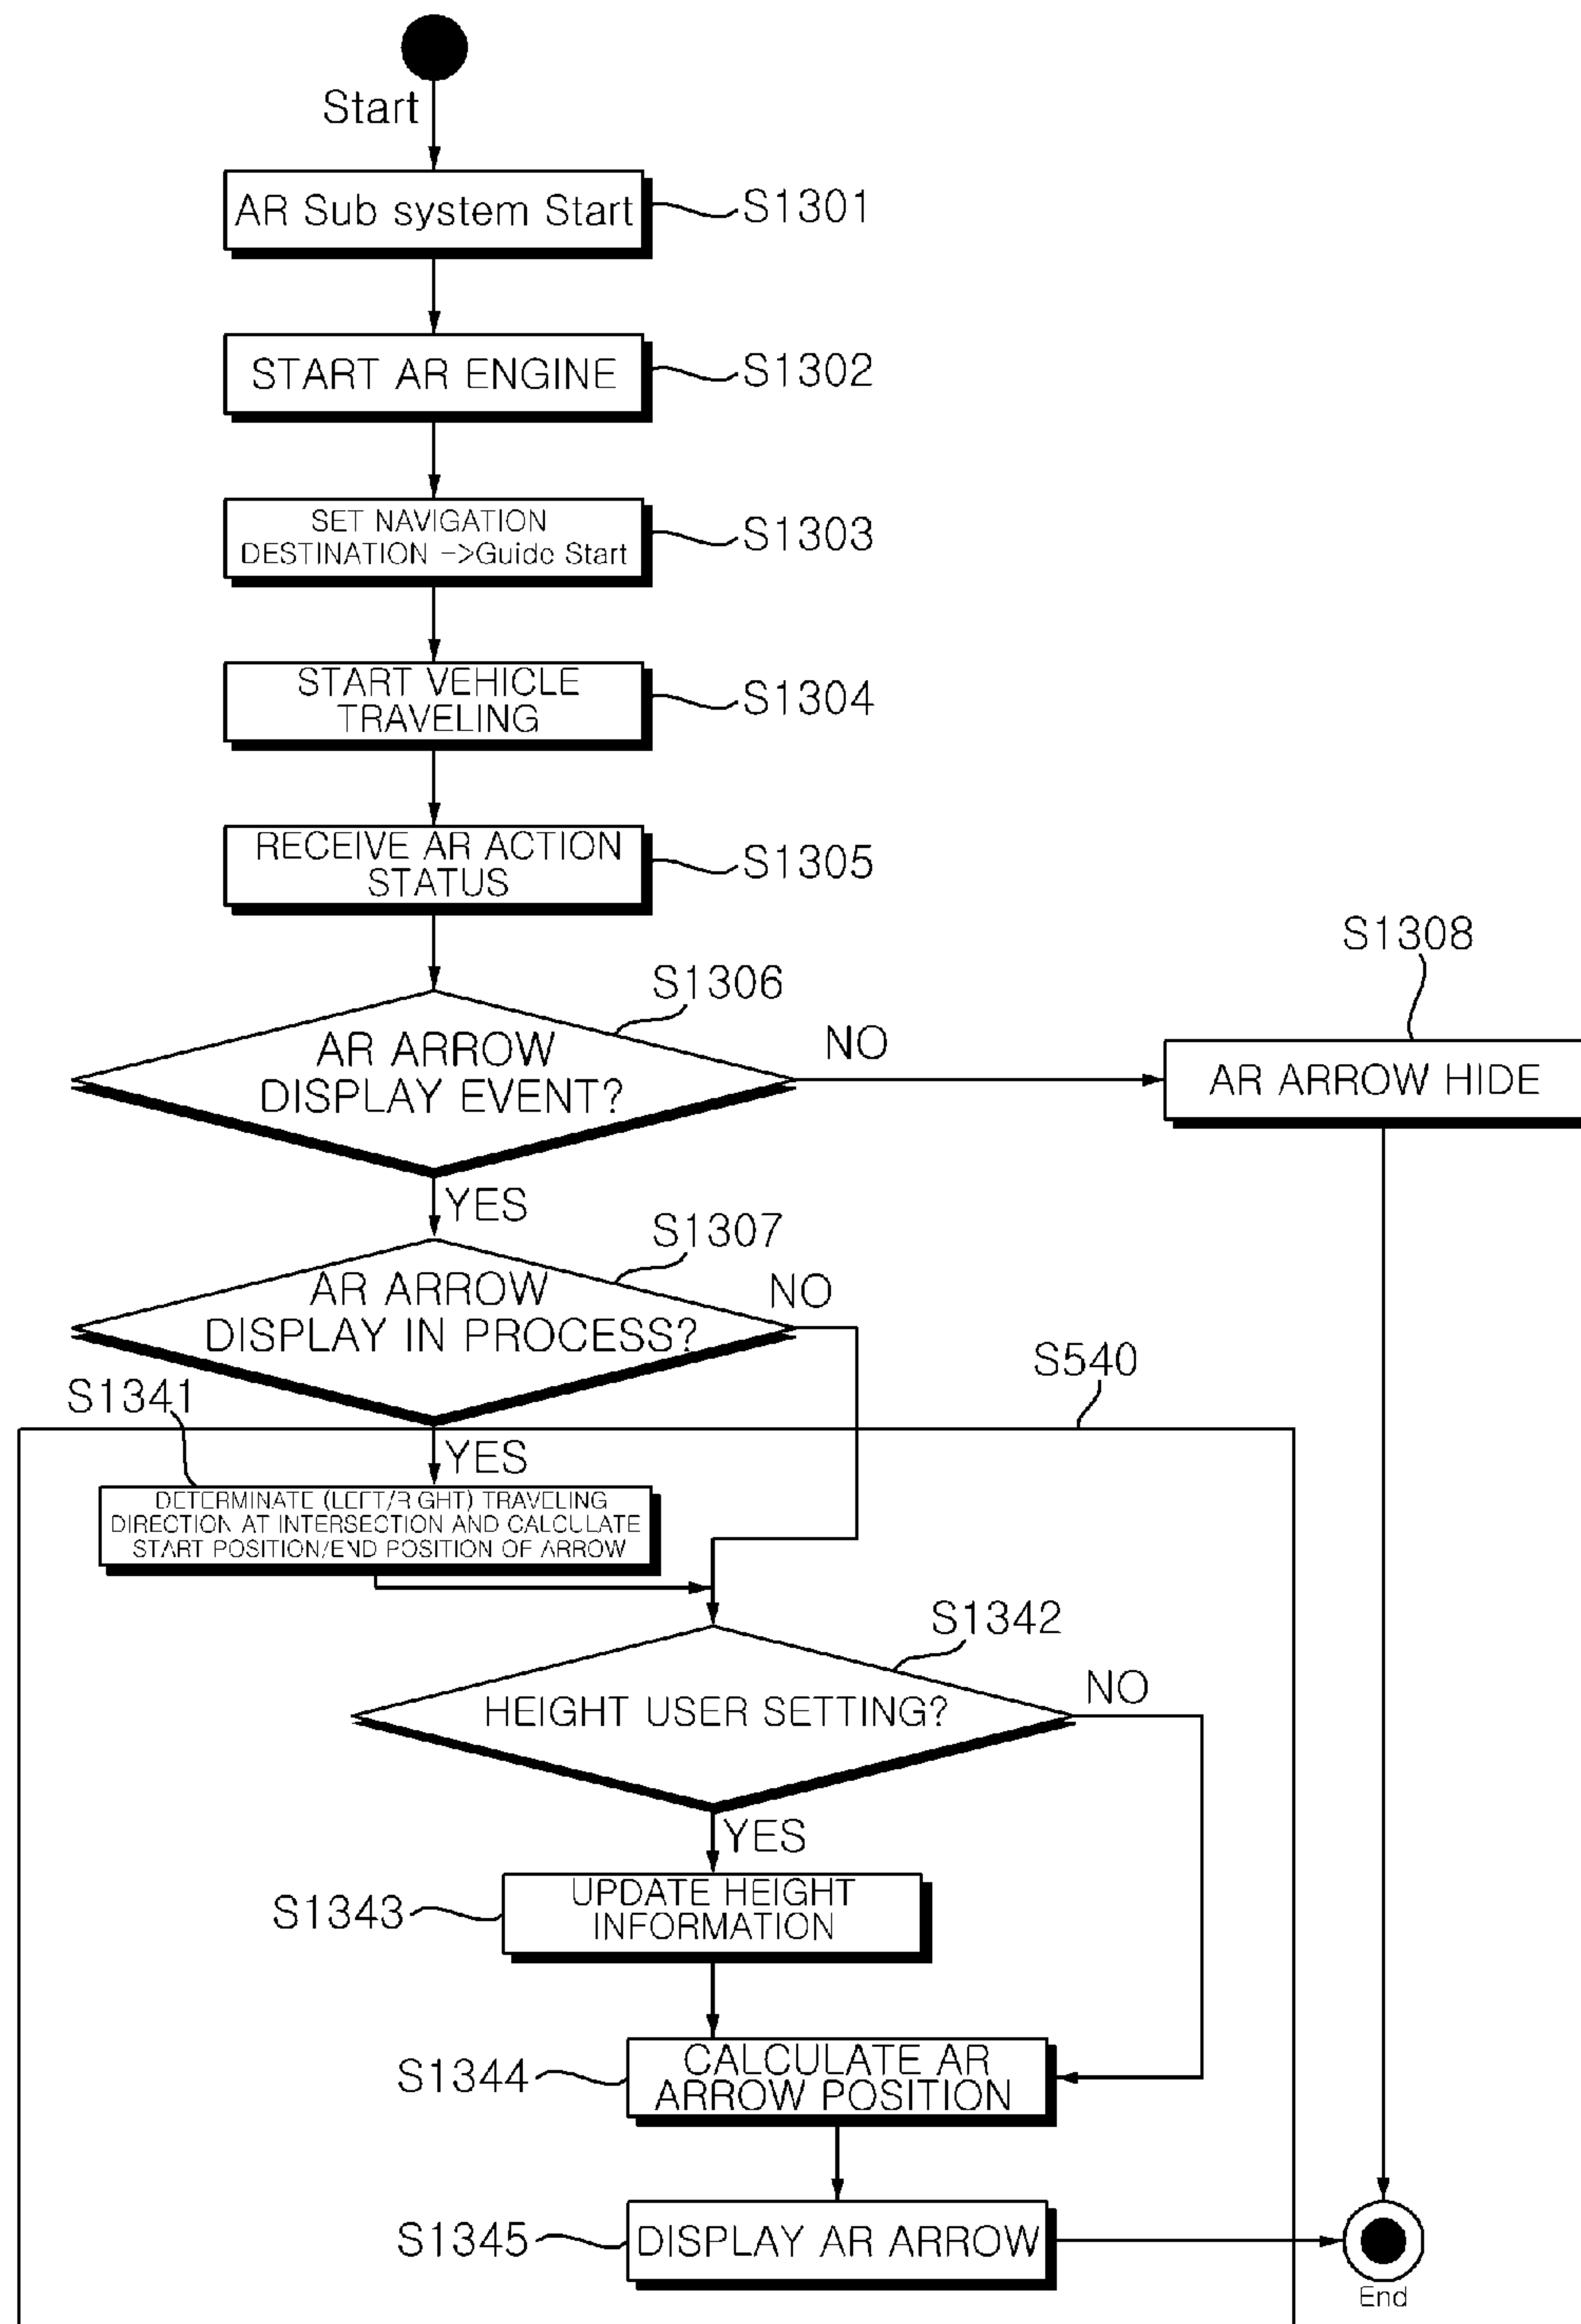 Start
AR Sub system Start
S1301
START AR ENGINE
S1302
SET NAVIGATION
DESTINATION ->Guide Start
S1303
START VEHICLE
TRAVELING
S1304
RECEIVE AR ACTION
STATUS
S1305
S1306
AR ARROW
DISPLAY EVENT?
NO
S1308
AR ARROW HIDE
YES
S1307
AR ARROW
DISPLAY IN PROCESS?
NO
S540
S1341
YES
DETERMINATE (LEFT/RIGHT) TRAVELING
DIRECTION AT INTERSECTION AND CALCULATE
START POSITION/END POSITION OF ARROW
S1342
HEIGHT USER SETTING?
NO
YES
S1343
UPDATE HEIGHT
INFORMATION
S1344
CALCULATE AR
ARROW POSITION
S1345
DISPLAY AR ARROW
End